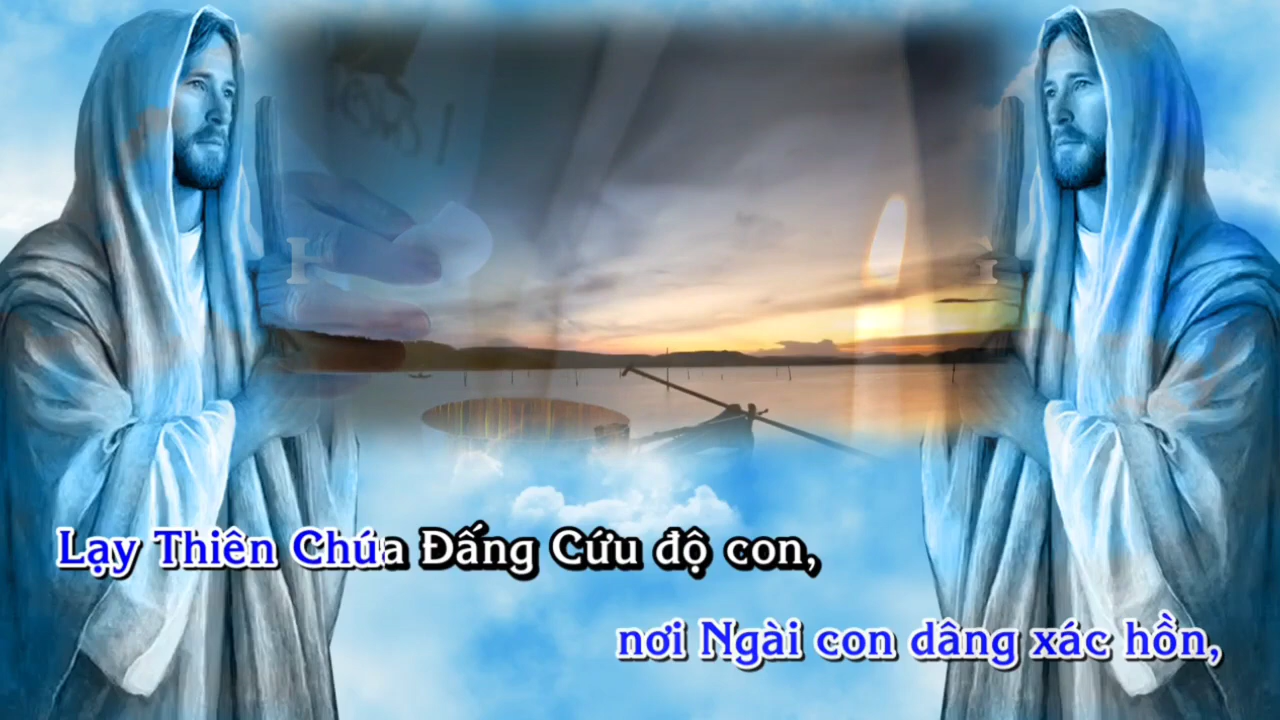 Lạy Thiên Chúa Đấng Cứu độ con,
nơi Ngài con dâng xác hồn,